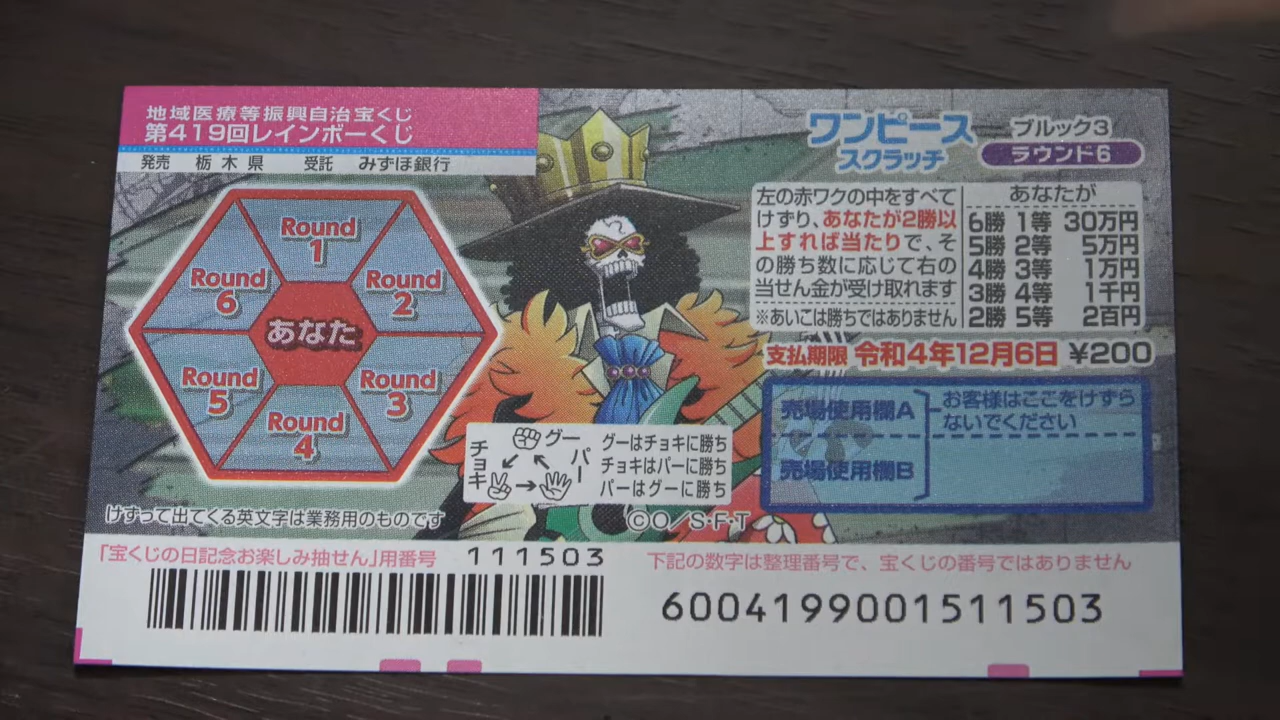 地域医療等振興自治宝くじ
第419回レインボーくじ
発売 栃木県 受託 みずほ銀行
Round
1
Round
2
Round
3
Round
4
Round
5
Round
6
あなた
けずって出てくる英文字は業務用のものです
ワンピース
スクラッチ
ブルック3
ラウンド6
左の赤ワクの中をすべて
けずり、あなたが2勝以
上すれば当たりで、そ
の勝ち数に応じて右の
当せん金が受け取れます
※あいこは勝ちではありません
あなたが
6勝 1等 30万円
5勝 2等 5万円
4勝 3等 1万円
3勝 4等 1千円
2勝 5等 2百円
支払期限 令和4年12月6日 ¥200
売場使用欄A
売場使用欄B
お客様はここをけずら
ないでください
グー
チョキ
パー
グーはチョキに勝ち
チョキはパーに勝ち
パーはグーに勝ち
©O/S・F・T
「宝くじの日記念お楽しみ抽せん」用番号 111503
下記の数字は整理番号で、宝くじの番号ではありません
6004199001511503